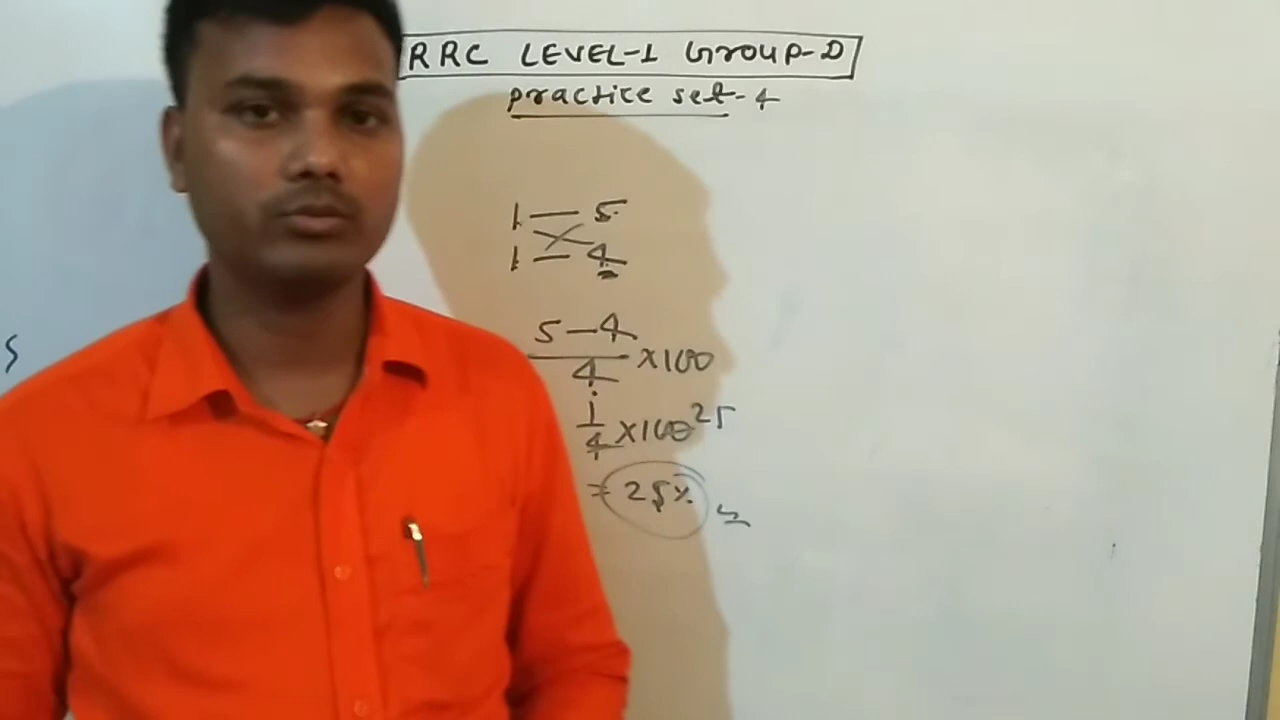 RRC LEVEL-1 GROUP-D
practice set-4
1 — 5
1 — 4
5-4
4 ×100
1
4 ×100 25
= 25%
5